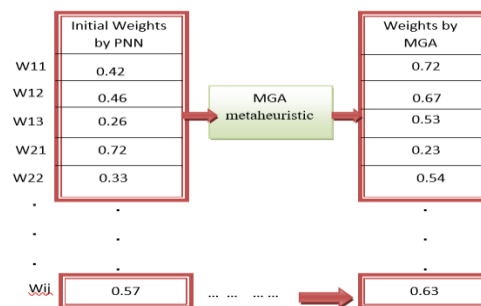 Initial Weights by PNN
Weights by MGA
W11 0.42 0.72
W12 0.46 MGA metaheuristic 0.67
W13 0.26 0.53
W21 0.72 0.23
W22 0.33 0.54
. . .
. . .
. . .
Wij 0.57 ... ... ... ... 0.63